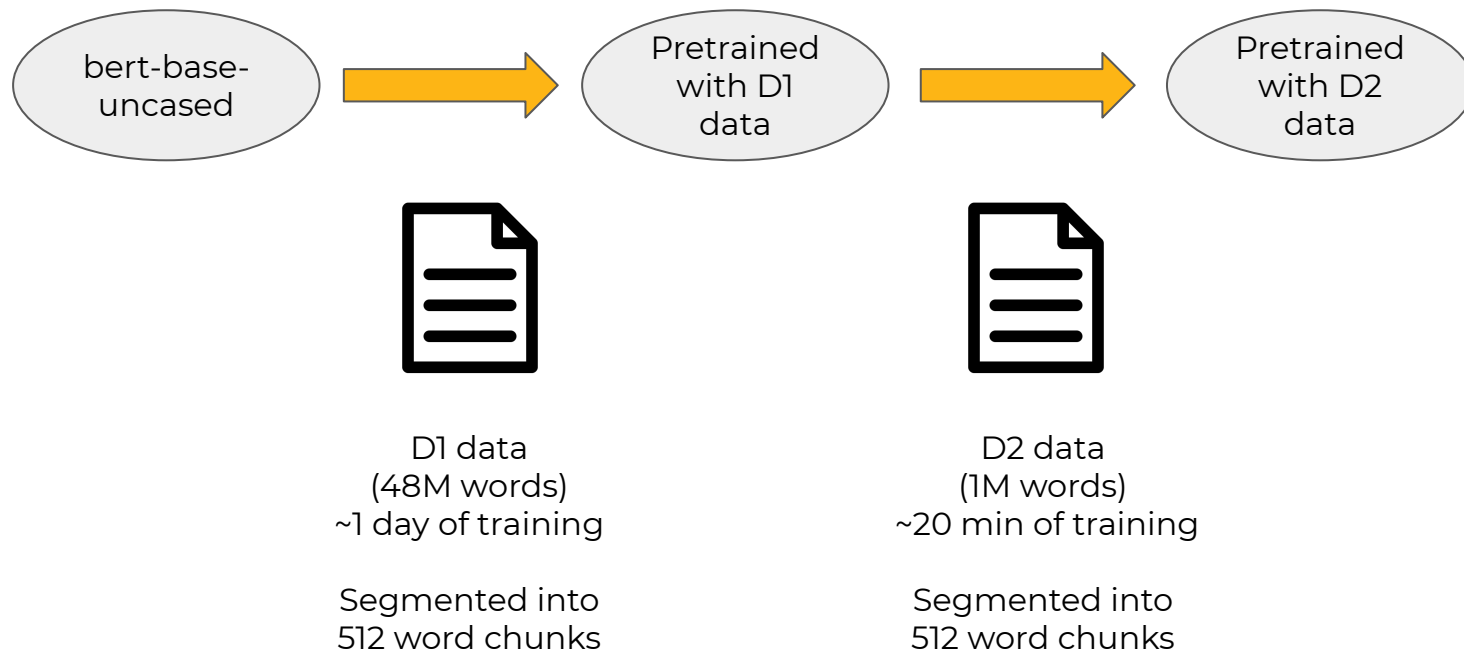 bert-base-
uncased
Pretrained
with D1
data
Pretrained
with D2
data
D1 data
(48M words)
~1 day of training
Segmented into
512 word chunks
D2 data
(1M words)
~20 min of training
Segmented into
512 word chunks